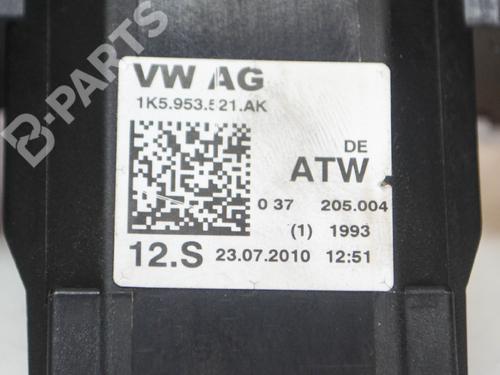 VW AG
1K5.953.521.AK
DE
ATW
0 37 205.004
(1) 1993
12.S 23.07.2010 12:51
B-PARTS